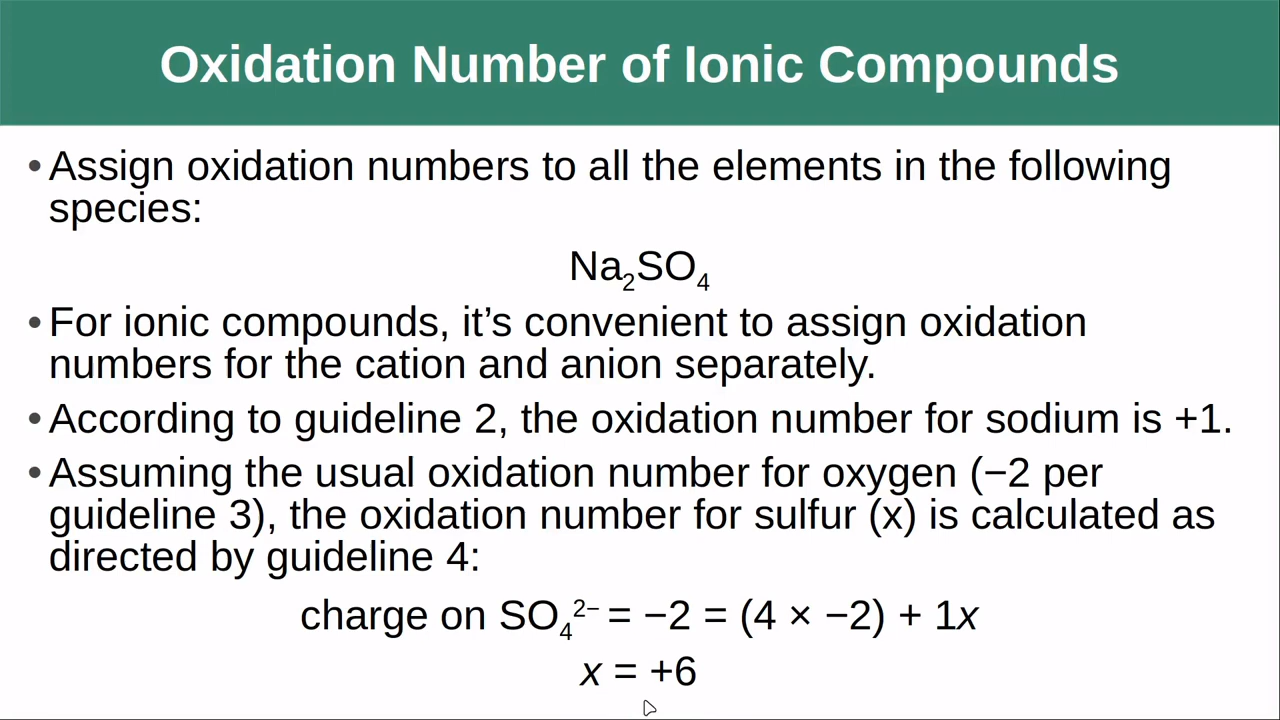 Oxidation Number of Ionic Compounds
•Assign oxidation numbers to all the elements in the following
species:
Na₂SO₄
•For ionic compounds, it’s convenient to assign oxidation
numbers for the cation and anion separately.
•According to guideline 2, the oxidation number for sodium is +1.
•Assuming the usual oxidation number for oxygen (−2 per
guideline 3), the oxidation number for sulfur (x) is calculated as
directed by guideline 4:
charge on SO₄²⁻ = −2 = (4 × −2) + 1x
x = +6